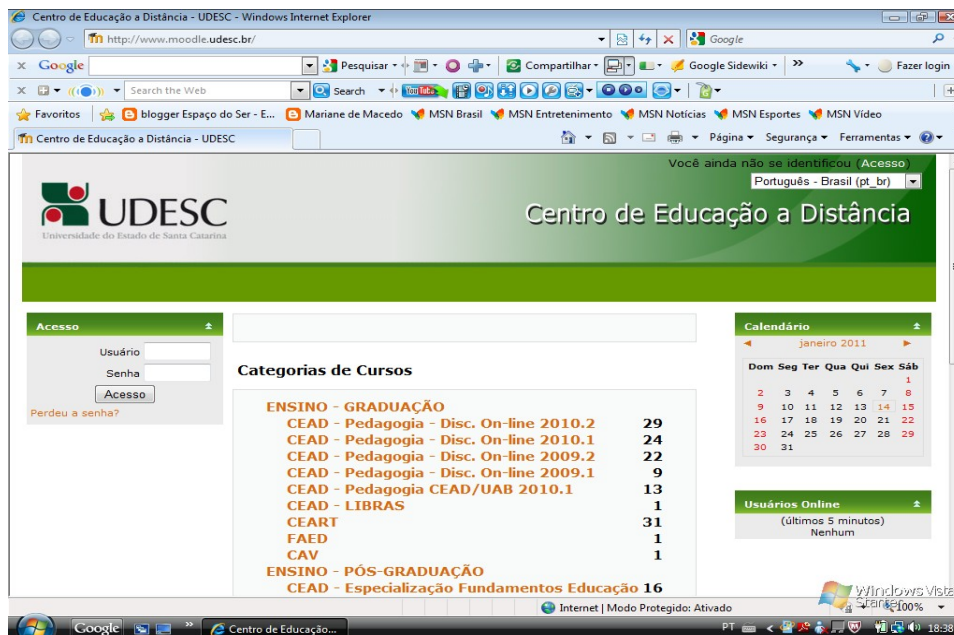 Centro de Educação a Distância - UDESC - Windows Internet Explorer
http://www.moodle.udesc.br/
Google
x Google Pesquisar Compartilhar Google Sidewiki » Fazer login
x Search the Web Search YouTube
Favoritos blogger Espaço do Ser - E... Mariane de Macedo MSN Brasil MSN Entretenimento MSN Notícias MSN Esportes MSN Vídeo
Centro de Educação a Distância - UDESC Página Segurança Ferramentas
Você ainda não se identificou (Acesso)
Português - Brasil (pt_br)
UDESC
Universidade do Estado de Santa Catarina
Centro de Educação a Distância
Acesso
Usuário
Senha
Acesso
Perdeu a senha?
Categorias de Cursos
ENSINO - GRADUAÇÃO
CEAD - Pedagogia - Disc. On-line 2010.2 29
CEAD - Pedagogia - Disc. On-line 2010.1 24
CEAD - Pedagogia - Disc. On-line 2009.2 22
CEAD - Pedagogia - Disc. On-line 2009.1 9
CEAD - Pedagogia CEAD/UAB 2010.1 13
CEAD - LIBRAS 1
CEART 31
FAED 1
CAV 1
ENSINO - PÓS-GRADUAÇÃO
CEAD - Especialização Fundamentos Educação 16
Calendário
janeiro 2011
Dom Seg Ter Qua Qui Sex Sáb
1
2 3 4 5 6 7 8
9 10 11 12 13 14 15
16 17 18 19 20 21 22
23 24 25 26 27 28 29
30 31
Usuários Online
(últimos 5 minutos)
Nenhum
Windows Vista
Starter
Internet | Modo Protegido: Ativado 100%
Google » Centro de Educação... PT < 18:38